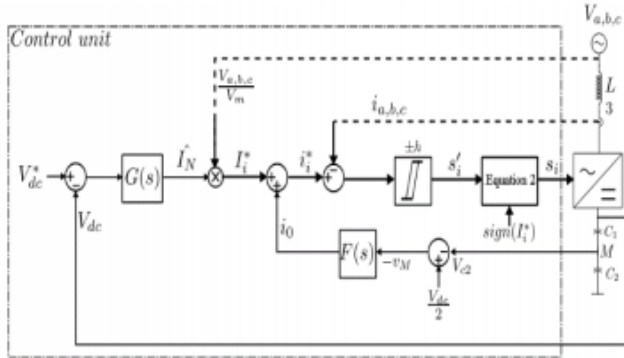 Control unit
V_{a,b,c}
V_{a,b,c}/V_m
i_{a,b,c}
L
3
±h
V*_{dc}
G(s)
Î_N
I*_i
i*_i
s'_i
Equation 2
s_i
V_{dc}
i_0
sign(I*_i)
F(s)
-v_M
V_{c2}
V_{dc}/2
C_1
M
C_2